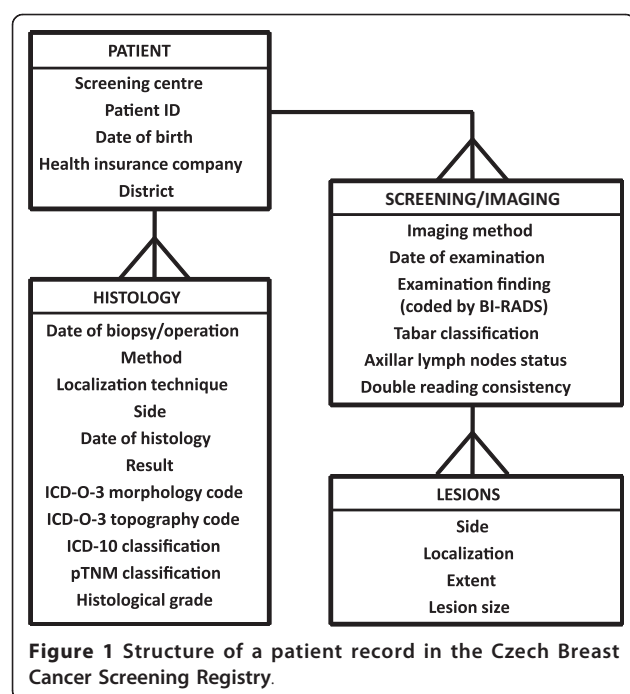 PATIENT
Screening centre
Patient ID
Date of birth
Health insurance company
District
HISTOLOGY
Date of biopsy/operation
Method
Localization technique
Side
Date of histology
Result
ICD-O-3 morphology code
ICD-O-3 topography code
ICD-10 classification
pTNM classification
Histological grade
SCREENING/IMAGING
Imaging method
Date of examination
Examination finding
(coded by BI-RADS)
Tabar classification
Axillar lymph nodes status
Double reading consistency
LESIONS
Side
Localization
Extent
Lesion size
Figure 1 Structure of a patient record in the Czech Breast
Cancer Screening Registry.